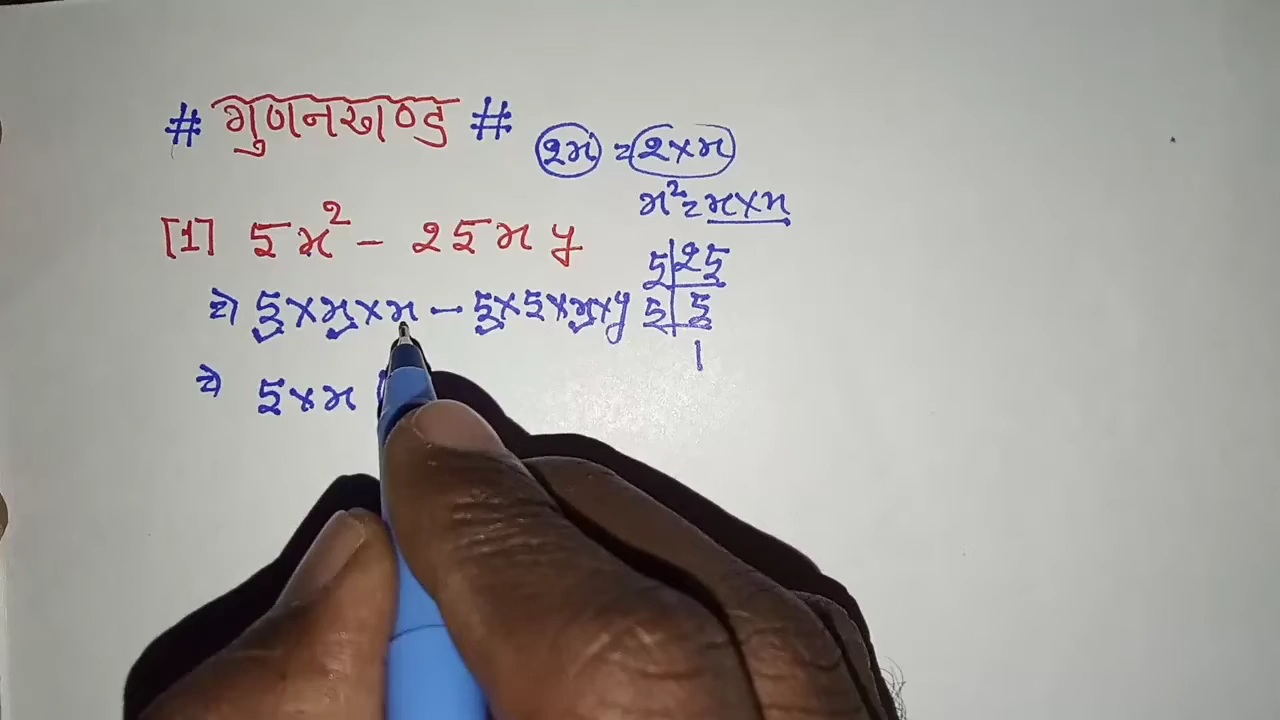 # गुणनखण्ड #
2x = 2×x
x² = x×x
[1] 5x² - 25xy
5|25
5|5
1
⇒ 5×x×x - 5×5×x×y
⇒ 5×x (